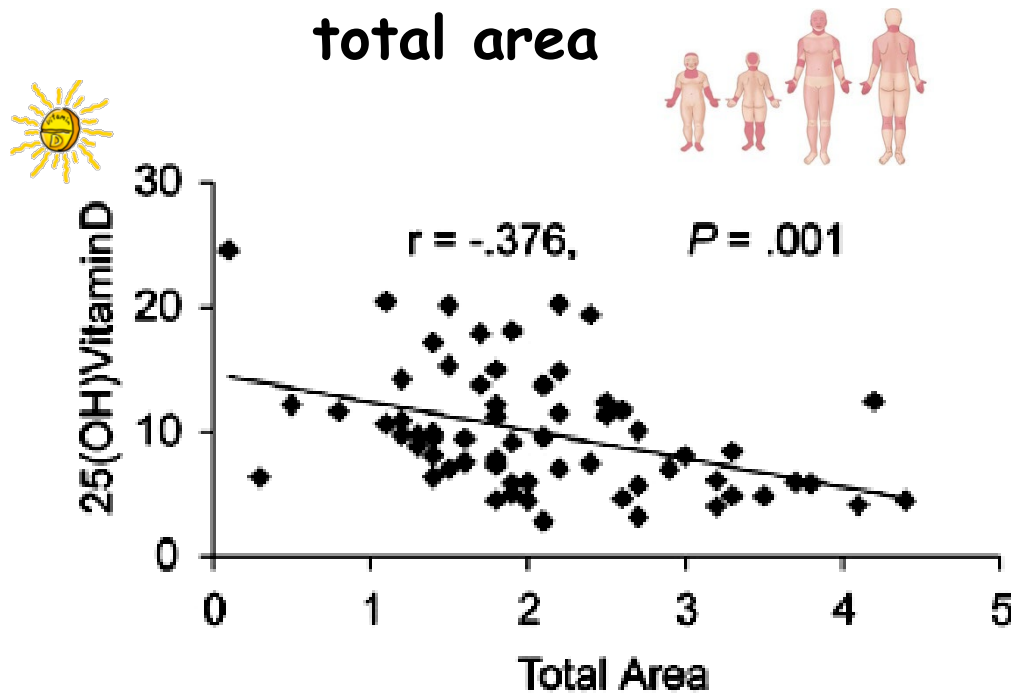 total area
Vitamin
D
30
20
10
0
25(OH)VitaminD
r = -.376, P = .001
0 1 2 3 4 5
Total Area